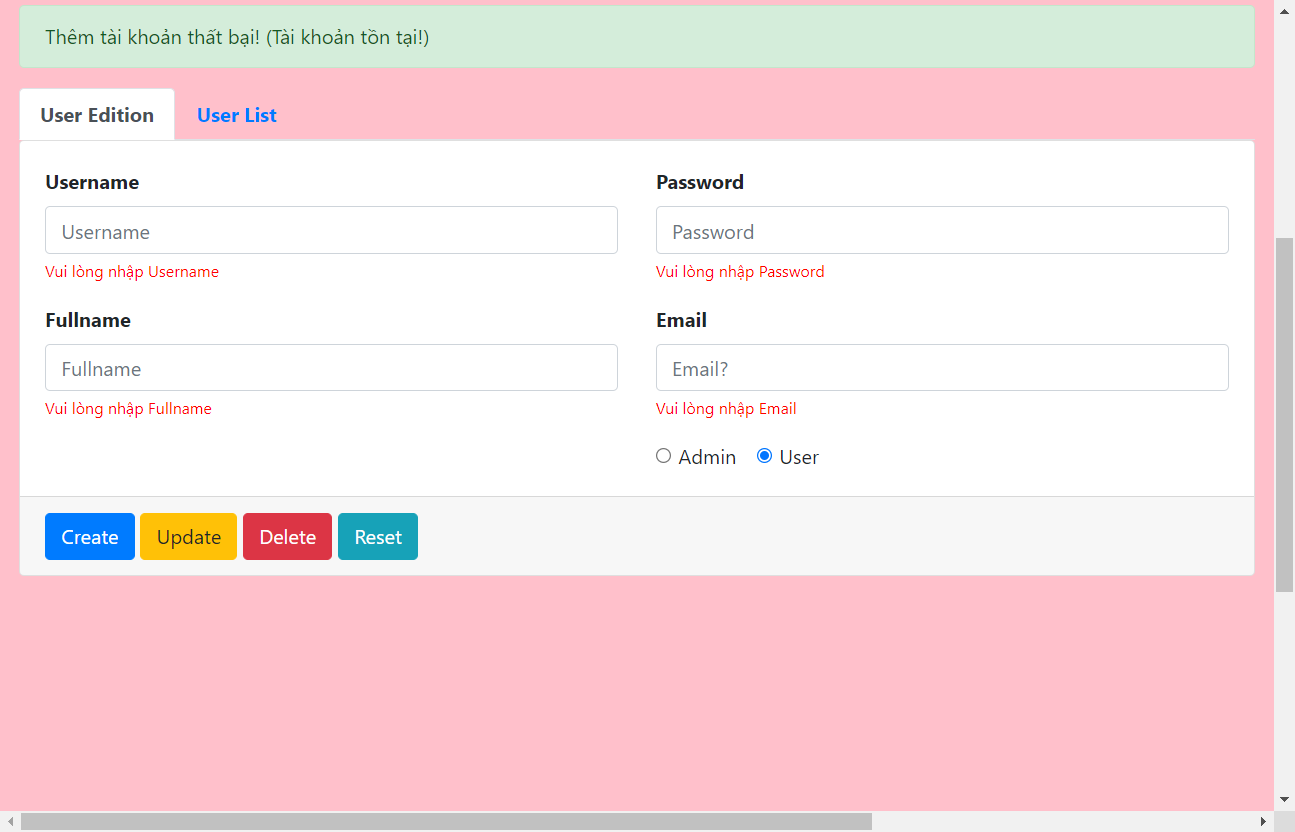 Thêm tài khoản thất bại! (Tài khoản tồn tại!)
User Edition User List
Username Password
Username Password
Vui lòng nhập Username Vui lòng nhập Password
Fullname Email
Fullname Email?
Vui lòng nhập Fullname Vui lòng nhập Email
Admin User
Create Update Delete Reset